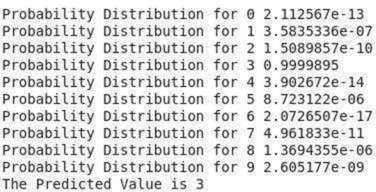 Probability Distribution for 0 2.112567e-13
Probability Distribution for 1 3.5835336e-07
Probability Distribution for 2 1.5089857e-10
Probability Distribution for 3 0.9999895
Probability Distribution for 4 3.902672e-14
Probability Distribution for 5 8.723122e-06
Probability Distribution for 6 2.0726507e-17
Probability Distribution for 7 4.961833e-11
Probability Distribution for 8 1.3694355e-06
Probability Distribution for 9 2.605177e-09
The Predicted Value is 3